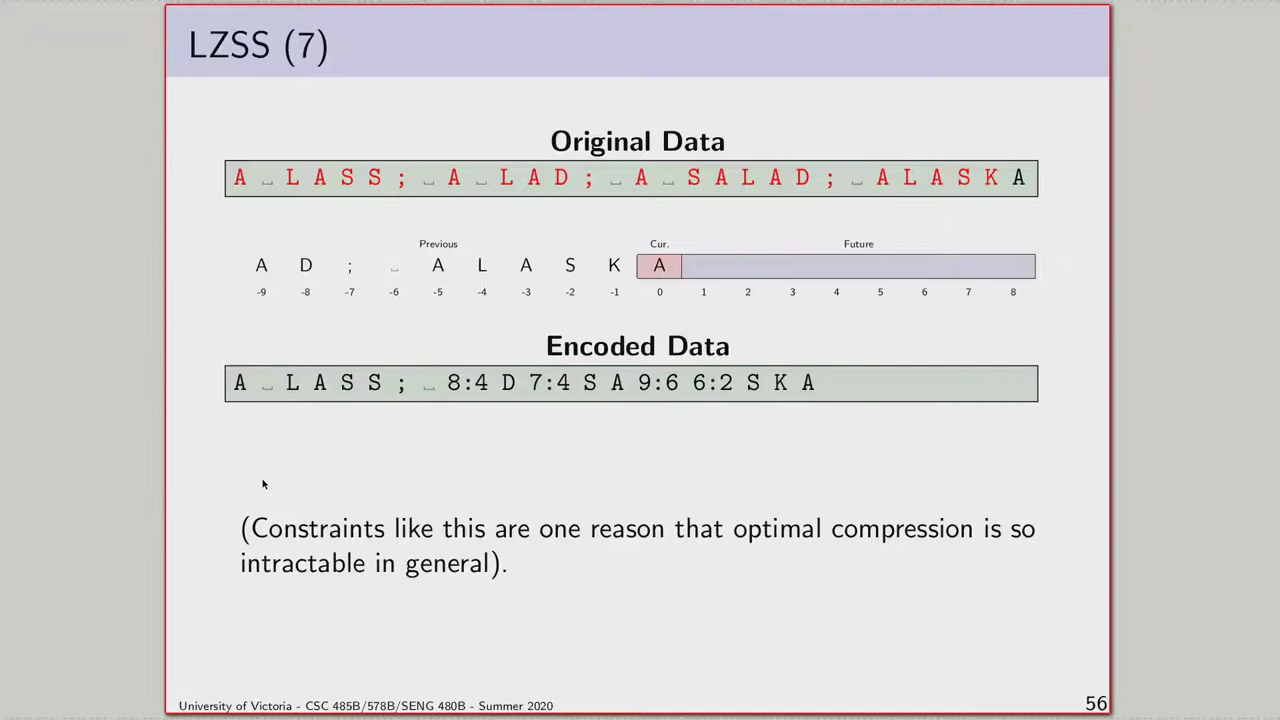 LZSS (7)
Original Data
A ␣ L A S S ; ␣ A ␣ L A D ; ␣ A ␣ S A L A D ; ␣ A L A S K A
Previous Cur. Future
A D ; ␣ A L A S K A
-9 -8 -7 -6 -5 -4 -3 -2 -1 0 1 2 3 4 5 6 7 8
Encoded Data
A ␣ L A S S ; ␣ 8:4 D 7:4 S A 9:6 6:2 S K A
(Constraints like this are one reason that optimal compression is so
intractable in general).
University of Victoria - CSC 485B/578B/SENG 480B - Summer 2020 56